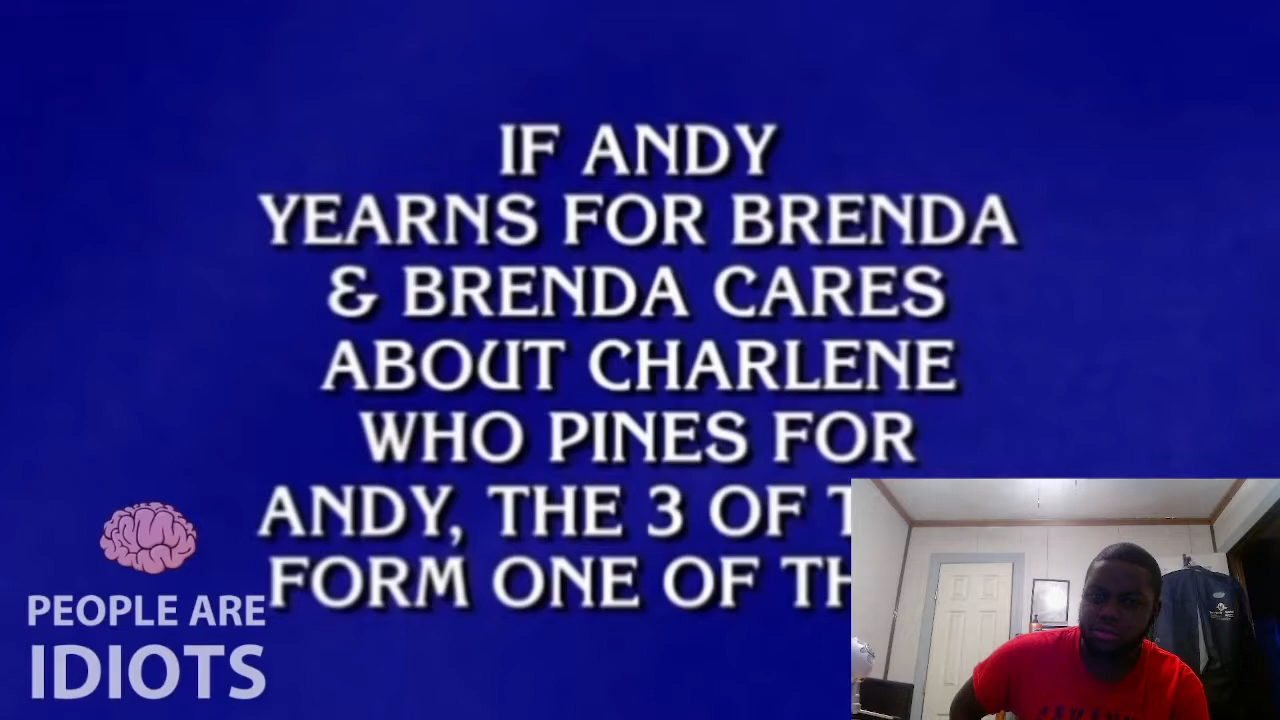 IF ANDY
YEARNS FOR BRENDA
& BRENDA CARES
ABOUT CHARLENE
WHO PINES FOR
ANDY, THE 3 OF
FORM ONE OF
PEOPLE ARE
IDIOTS